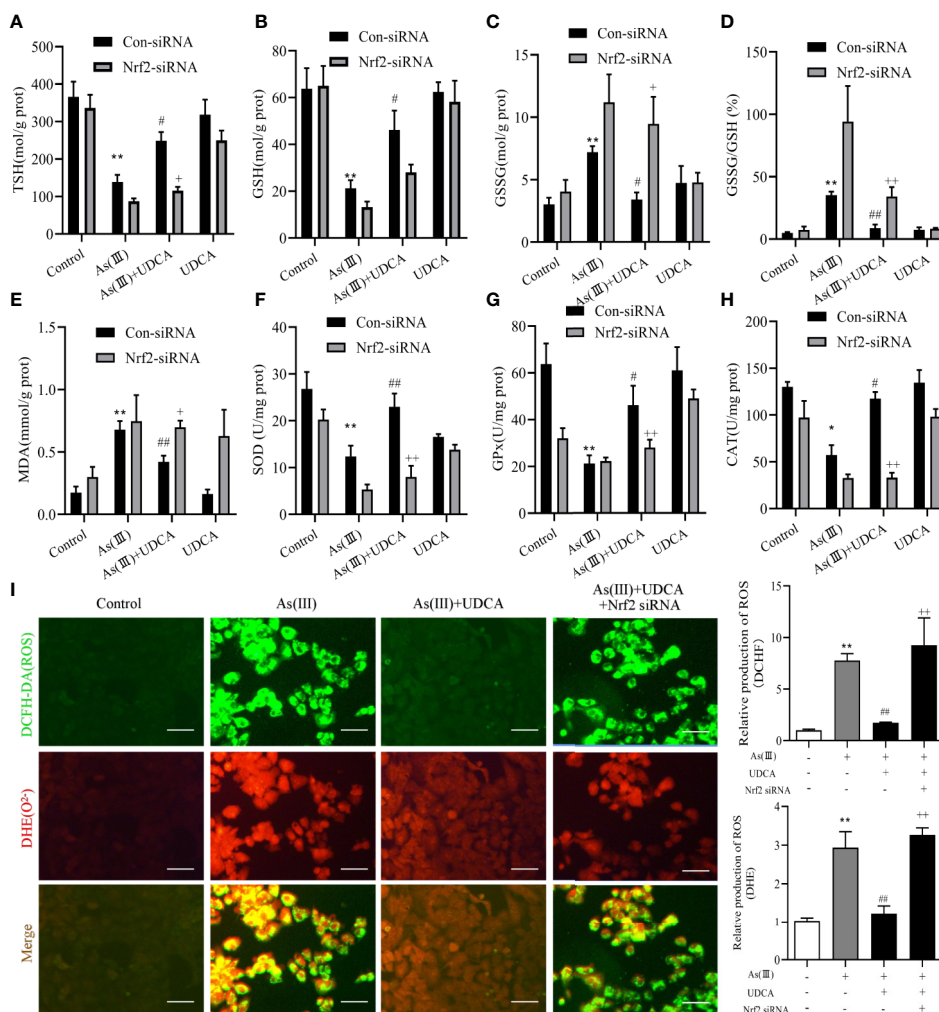 A
TSH(mol/g prot)
500
400
300
200
100
0
Con-siRNA
Nrf2-siRNA
**
#
+
Control
As(Ⅲ)
As(Ⅲ)+UDCA
UDCA
B
GSH(mol/g prot)
80
60
40
20
0
Con-siRNA
Nrf2-siRNA
**
#
Control
As(Ⅲ)
As(Ⅲ)+UDCA
UDCA
C
GSSG(mol/g prot)
20
15
10
5
0
Con-siRNA
Nrf2-siRNA
**
#
+
Control
As(Ⅲ)
As(Ⅲ)+UDCA
UDCA
D
GSSG/GSH (%)
150
100
50
0
Con-siRNA
Nrf2-siRNA
**
##
++
Control
As(Ⅲ)
As(Ⅲ)+UDCA
UDCA
E
MDA(mmol/g prot)
1.5
1.0
0.5
0.0
Con-siRNA
Nrf2-siRNA
**
##
+
Control
As(Ⅲ)
As(Ⅲ)+UDCA
UDCA
F
SOD (U/mg prot)
40
30
20
10
0
Con-siRNA
Nrf2-siRNA
**
##
++
Control
As(Ⅲ)
As(Ⅲ)+UDCA
UDCA
G
GPx(U/mg prot)
80
60
40
20
0
Con-siRNA
Nrf2-siRNA
**
#
++
Control
As(Ⅲ)
As(Ⅲ)+UDCA
UDCA
H
CAT(U/mg prot)
200
150
100
50
0
Con-siRNA
Nrf2-siRNA
*
#
++
Control
As(Ⅲ)
As(Ⅲ)+UDCA
UDCA
I
Control
As(III)
As(III)+UDCA
As(III)+UDCA
+Nrf2 siRNA
DCFH-DA(ROS)
DHE(O²-)
Merge
Relative production of ROS
(DCHF)
15
10
5
0
**
##
++
As(Ⅲ) - + + +
UDCA - - + +
Nrf2 siRNA - - - +
Relative production of ROS
(DHE)
4
3
2
1
0
**
##
++
As(Ⅲ) - + + +
UDCA - - + +
Nrf2 siRNA - - - +